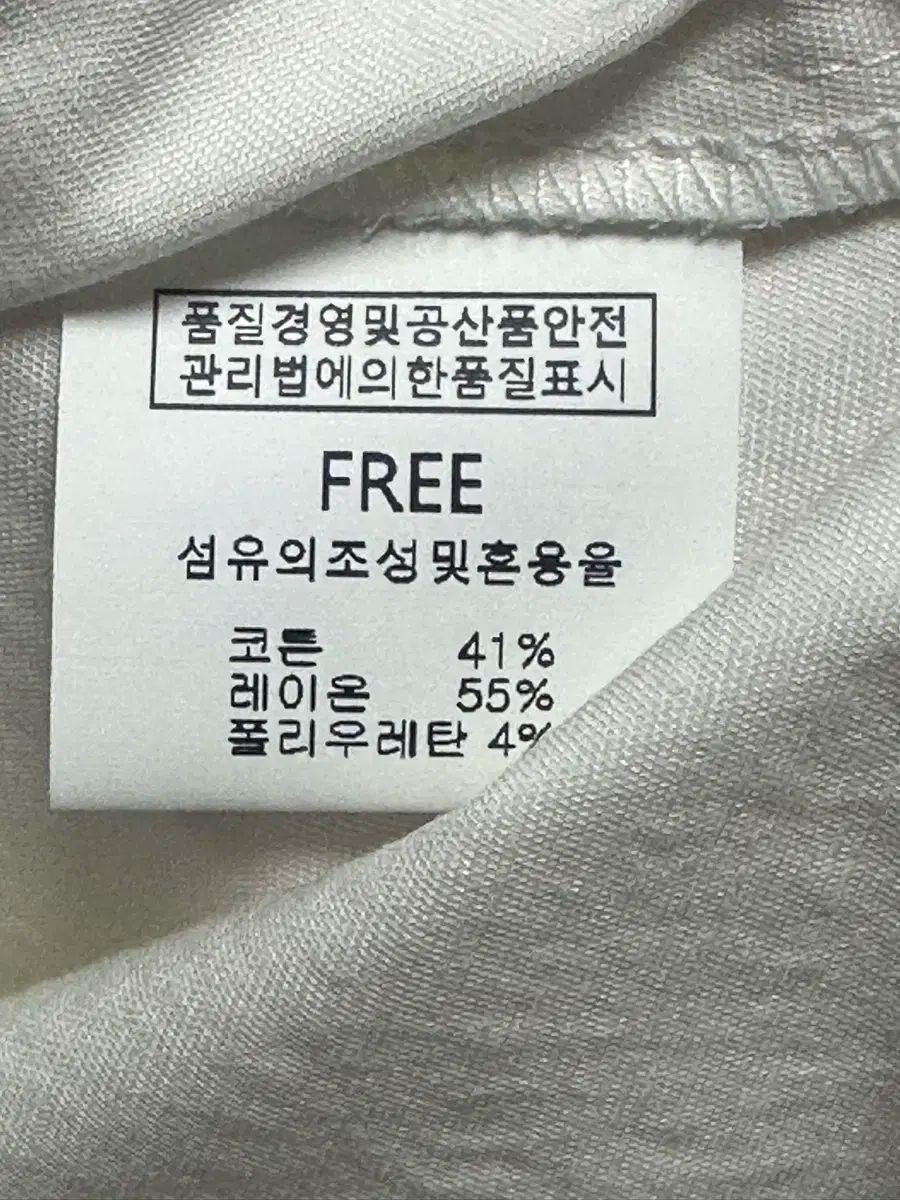 품질경영및공산품안전
관리법에의한품질표시
FREE
섬유의조성및혼용율
코튼 41%
레이온 55%
폴리우레탄 4%